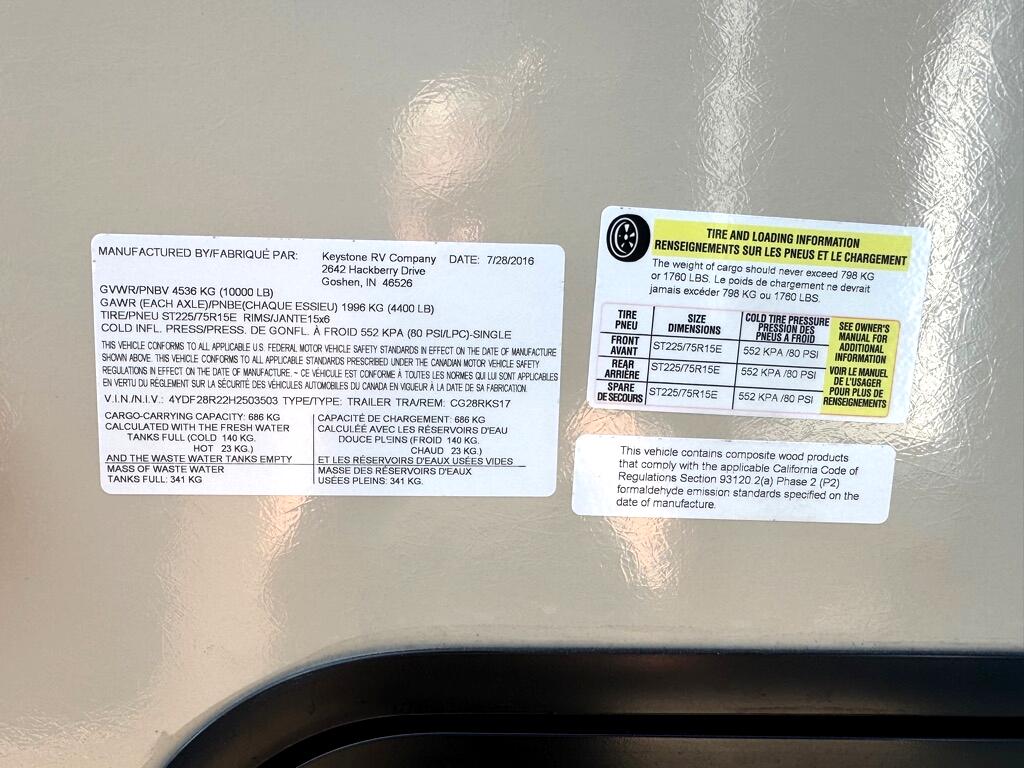 MANUFACTURED BY/FABRIQUÉ PAR: Keystone RV Company DATE: 7/28/2016
2642 Hackberry Drive
Goshen, IN 46526
GVWR/PNBV 4536 KG (10000 LB)
GAWR (EACH AXLE)/PNBE(CHAQUE ESSIEU) 1996 KG (4400 LB)
TIRE/PNEU ST225/75R15E RIMS/JANTE15x6
COLD INFL. PRESS/PRESS. DE GONFL. À FROID 552 KPA (80 PSI/LPC)-SINGLE
THIS VEHICLE CONFORMS TO ALL APPLICABLE U.S. FEDERAL MOTOR VEHICLE SAFETY STANDARDS IN EFFECT ON THE DATE OF MANUFACTURE
SHOWN ABOVE. THIS VEHICLE CONFORMS TO ALL APPLICABLE STANDARDS PRESCRIBED UNDER THE CANADIAN MOTOR VEHICLE SAFETY
REGULATIONS IN EFFECT ON THE DATE OF MANUFACTURE. ~ CE VÉHICULE EST CONFORME À TOUTES LES NORMES QUI LUI SONT APPLICABLES
EN VERTU DU RÈGLEMENT SUR LA SÉCURITÉ DES VÉHICULES AUTOMOBILES DU CANADA EN VIGUEUR À LA DATE DE SA FABRICATION.
V.I.N./N.I.V.: 4YDF28R22H2503503 TYPE/TYPE: TRAILER TRA/REM: CG28RKS17
CARGO-CARRYING CAPACITY: 686 KG
CALCULATED WITH THE FRESH WATER
TANKS FULL (COLD 140 KG.
HOT 23 KG.)
AND THE WASTE WATER TANKS EMPTY
MASS OF WASTE WATER
TANKS FULL: 341 KG
CAPACITÉ DE CHARGEMENT: 686 KG
CALCULÉE AVEC LES RÉSERVOIRS D'EAU
DOUCE PLEINS (FROID 140 KG.
CHAUD 23 KG.)
ET LES RÉSERVOIRS D'EAUX USÉES VIDES
MASSE DES RÉSERVOIRS D'EAUX
USÉES PLEINS: 341 KG.
TIRE AND LOADING INFORMATION
RENSEIGNEMENTS SUR LES PNEUS ET LE CHARGEMENT
The weight of cargo should never exceed 798 KG
or 1760 LBS. Le poids de chargement ne devrait
jamais excéder 798 KG ou 1760 LBS.
TIRE
PNEU
SIZE
DIMENSIONS
COLD TIRE PRESSURE
PRESSION DES
PNEUS A FROID
FRONT
AVANT
ST225/75R15E
552 KPA /80 PSI
REAR
ARRIÈRE
ST225/75R15E
552 KPA /80 PSI
SPARE
DE SECOURS
ST225/75R15E
552 KPA /80 PSI
SEE OWNER'S
MANUAL FOR
ADDITIONAL
INFORMATION
VOIR LE MANUEL
DE L'USAGER
POUR PLUS DE
RENSEIGNEMENTS
This vehicle contains composite wood products
that comply with the applicable California Code of
Regulations Section 93120.2(a) Phase 2 (P2)
formaldehyde emission standards specified on the
date of manufacture.